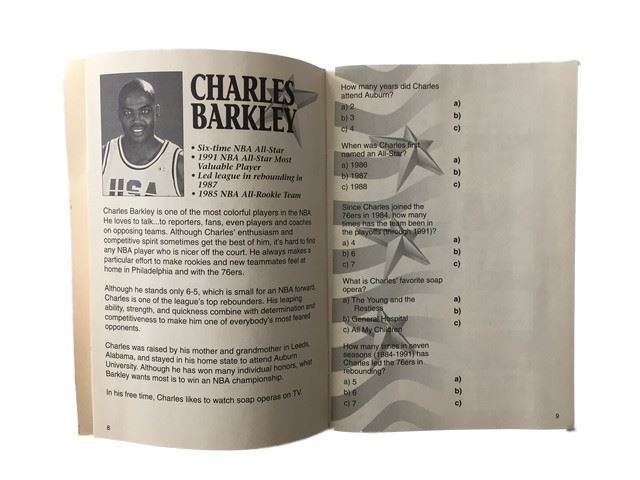 CHARLES
BARKLEY
• Six-time NBA All-Star
• 1991 NBA All-Star Most
Valuable Player
• Led league in rebounding in
1987
• 1985 NBA All-Rookie Team
USA
Charles Barkley is one of the most colorful players in the NBA.
He loves to talk...to reporters, fans, even players and coaches
on opposing teams. Although Charles' enthusiasm and
competitive spirit sometimes get the best of him, it's hard to find
any NBA player who is nicer off the court. He always makes a
particular effort to make rookies and new teammates feel at
home in Philadelphia and with the 76ers.
Although he stands only 6-5, which is small for an NBA forward,
Charles is one of the league's top rebounders. His leaping
ability, strength, and quickness combine with determination and
competitiveness to make him one of everybody's most feared
opponents.
Charles was raised by his mother and grandmother in Leeds,
Alabama, and stayed in his home state to attend Auburn
University. Although he has won many individual honors, what
Barkley wants most is to win an NBA championship.
In his free time, Charles likes to watch soap operas on TV.
8
How many years did Charles
attend Auburn?
a) 2 a)
b) 3 b)
c) 4 c)
When was Charles first
named an All-Star?
a) 1986 a)
b) 1987 b)
c) 1988 c)
Since Charles joined the
76ers in 1984, how many
times has the team been in
the playoffs (through 1991)?
a) 4 a)
b) 6 b)
c) 7 c)
What is Charles' favorite soap
opera?
a) The Young and the a)
Restless
b) General Hospital b)
c) All My Children c)
How many times in seven
seasons (1984-1991) has
Charles led the 76ers in
rebounding?
a) 5 a)
b) 6 b)
c) 7 c)
9